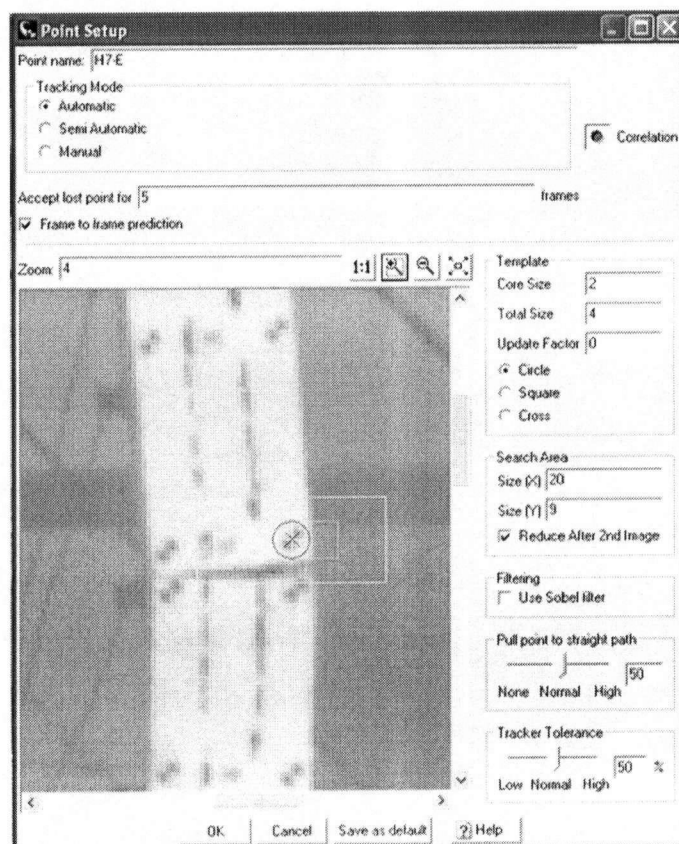 Point Setup
Point name: H7-E
Tracking Mode
Automatic
Semi Automatic
Manual
Correlation
Accept lost point for 5 frames
Frame to frame prediction
Zoom: 4
1:1
Template
Core Size 2
Total Size 4
Update Factor 0
Circle
Square
Cross
Search Area
Size (X) 20
Size (Y) 9
Reduce After 2nd Image
Filtering
Use Sobel filter
Pull point to straight path
50
None Normal High
Tracker Tolerance
50 %
Low Normal High
OK Cancel Save as default ? Help